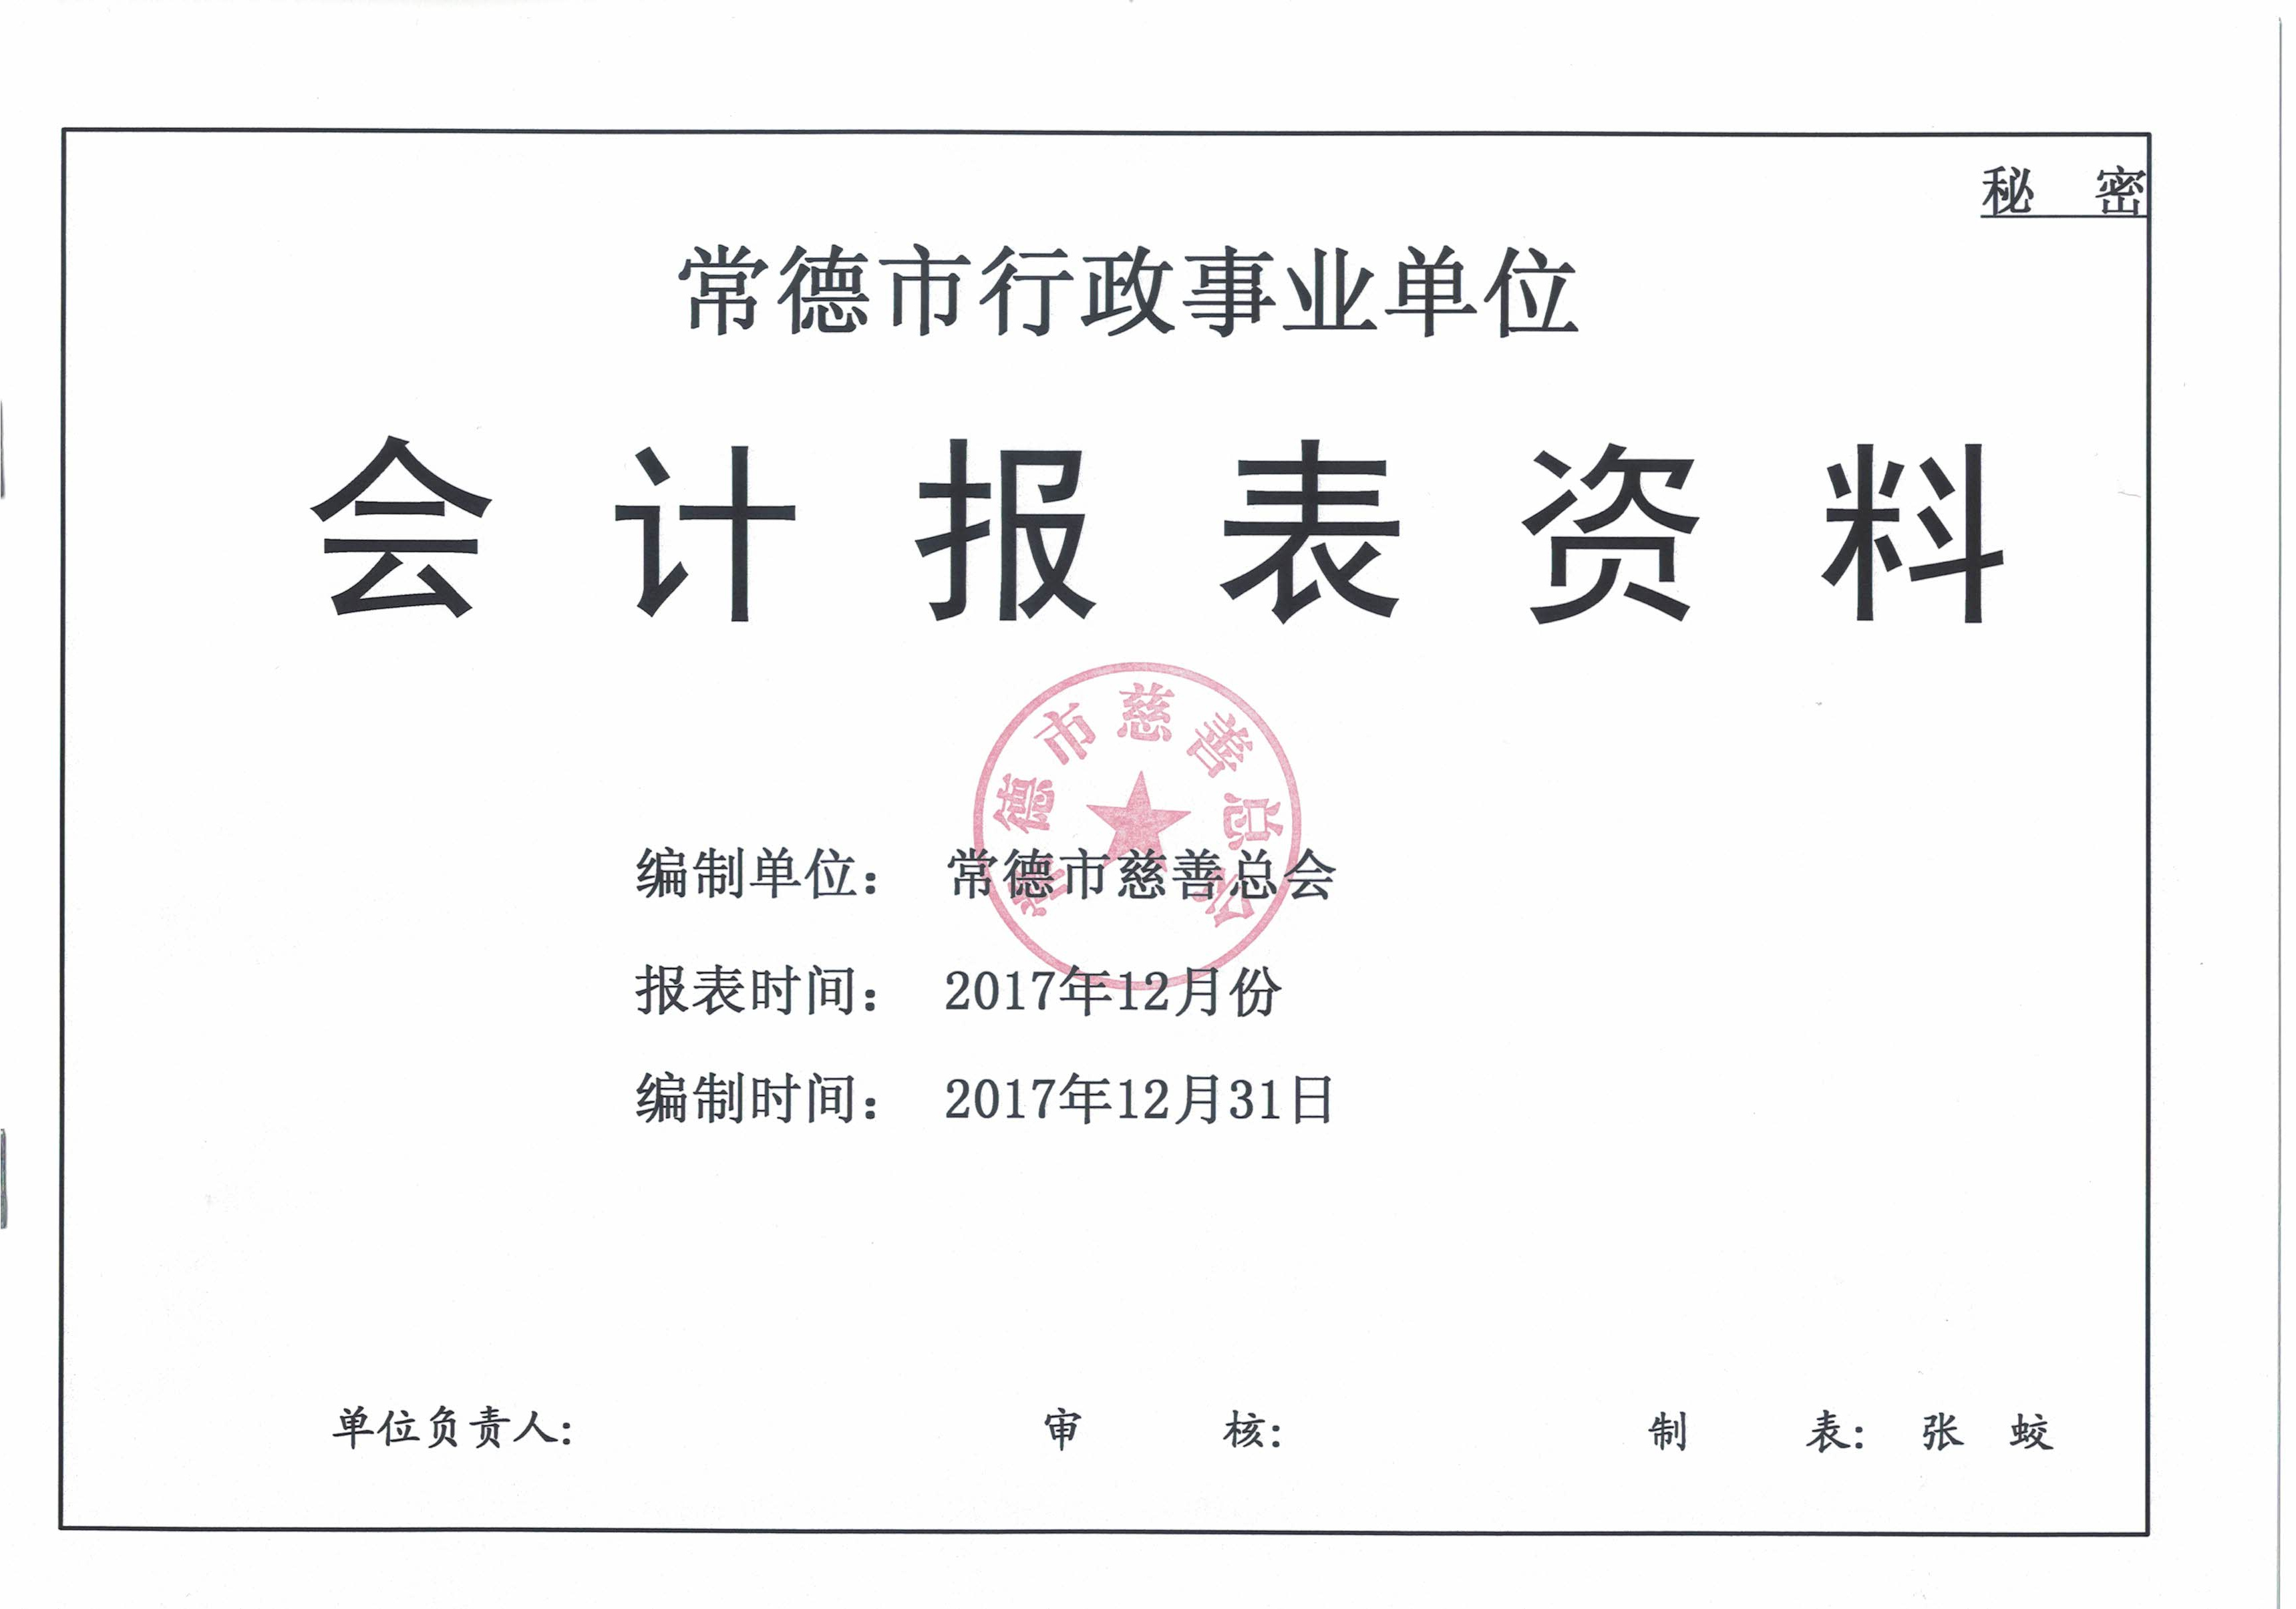 秘 密
常德市行政事业单位
会计报表资料
常德市慈善总会
编制单位： 常德市慈善总会
报表时间： 2017年12月份
编制时间： 2017年12月31日
单位负责人: 审 核: 制 表: 张 蛟